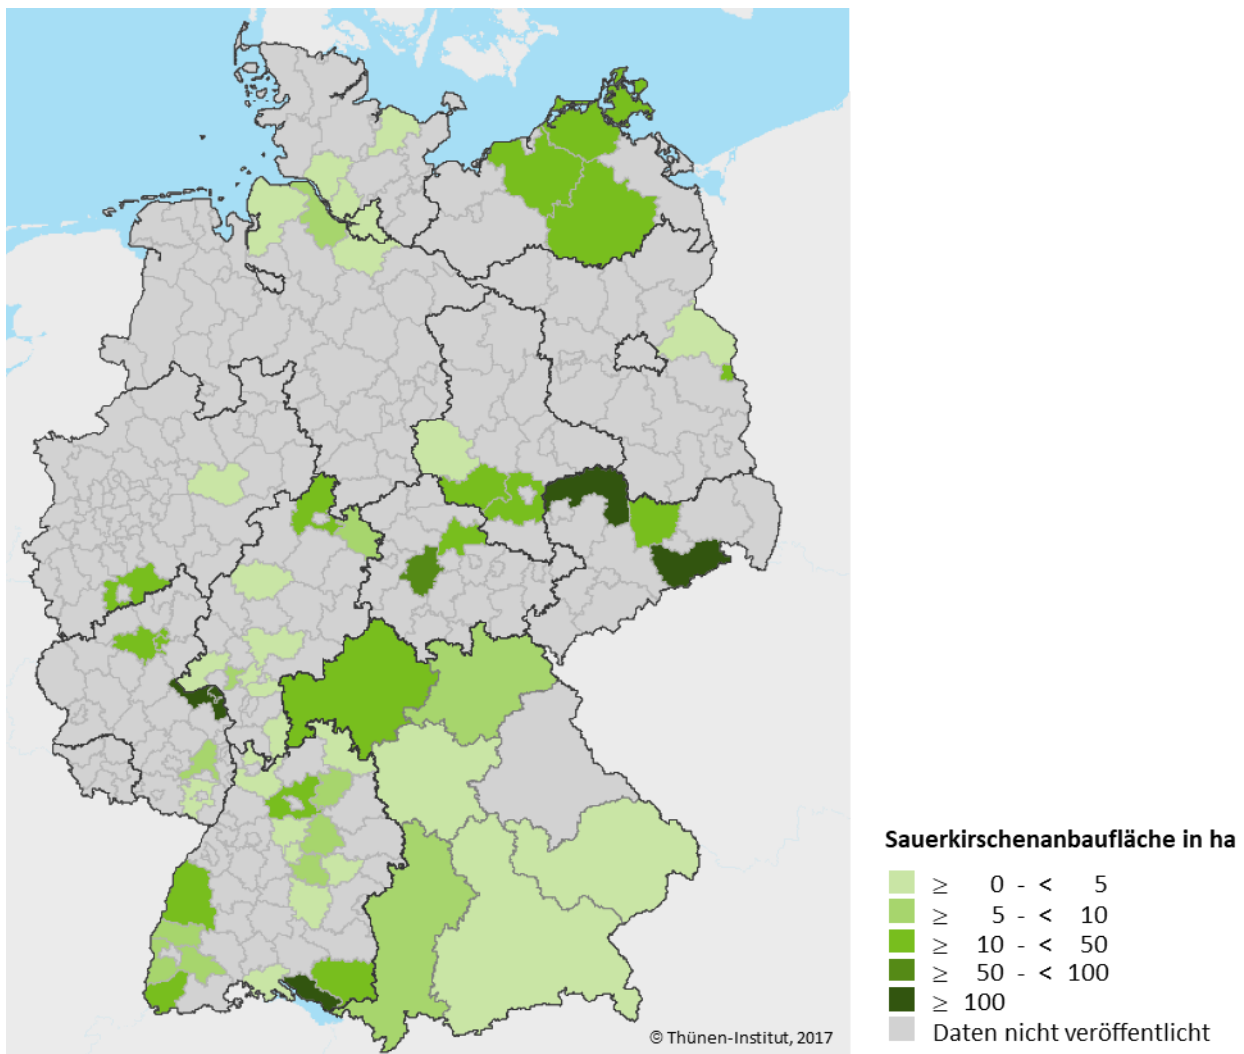 Sauerkirschenanbaufläche in ha
≥ 0 - < 5
≥ 5 - < 10
≥ 10 - < 50
≥ 50 - < 100
≥ 100
Daten nicht veröffentlicht
© Thünen-Institut, 2017